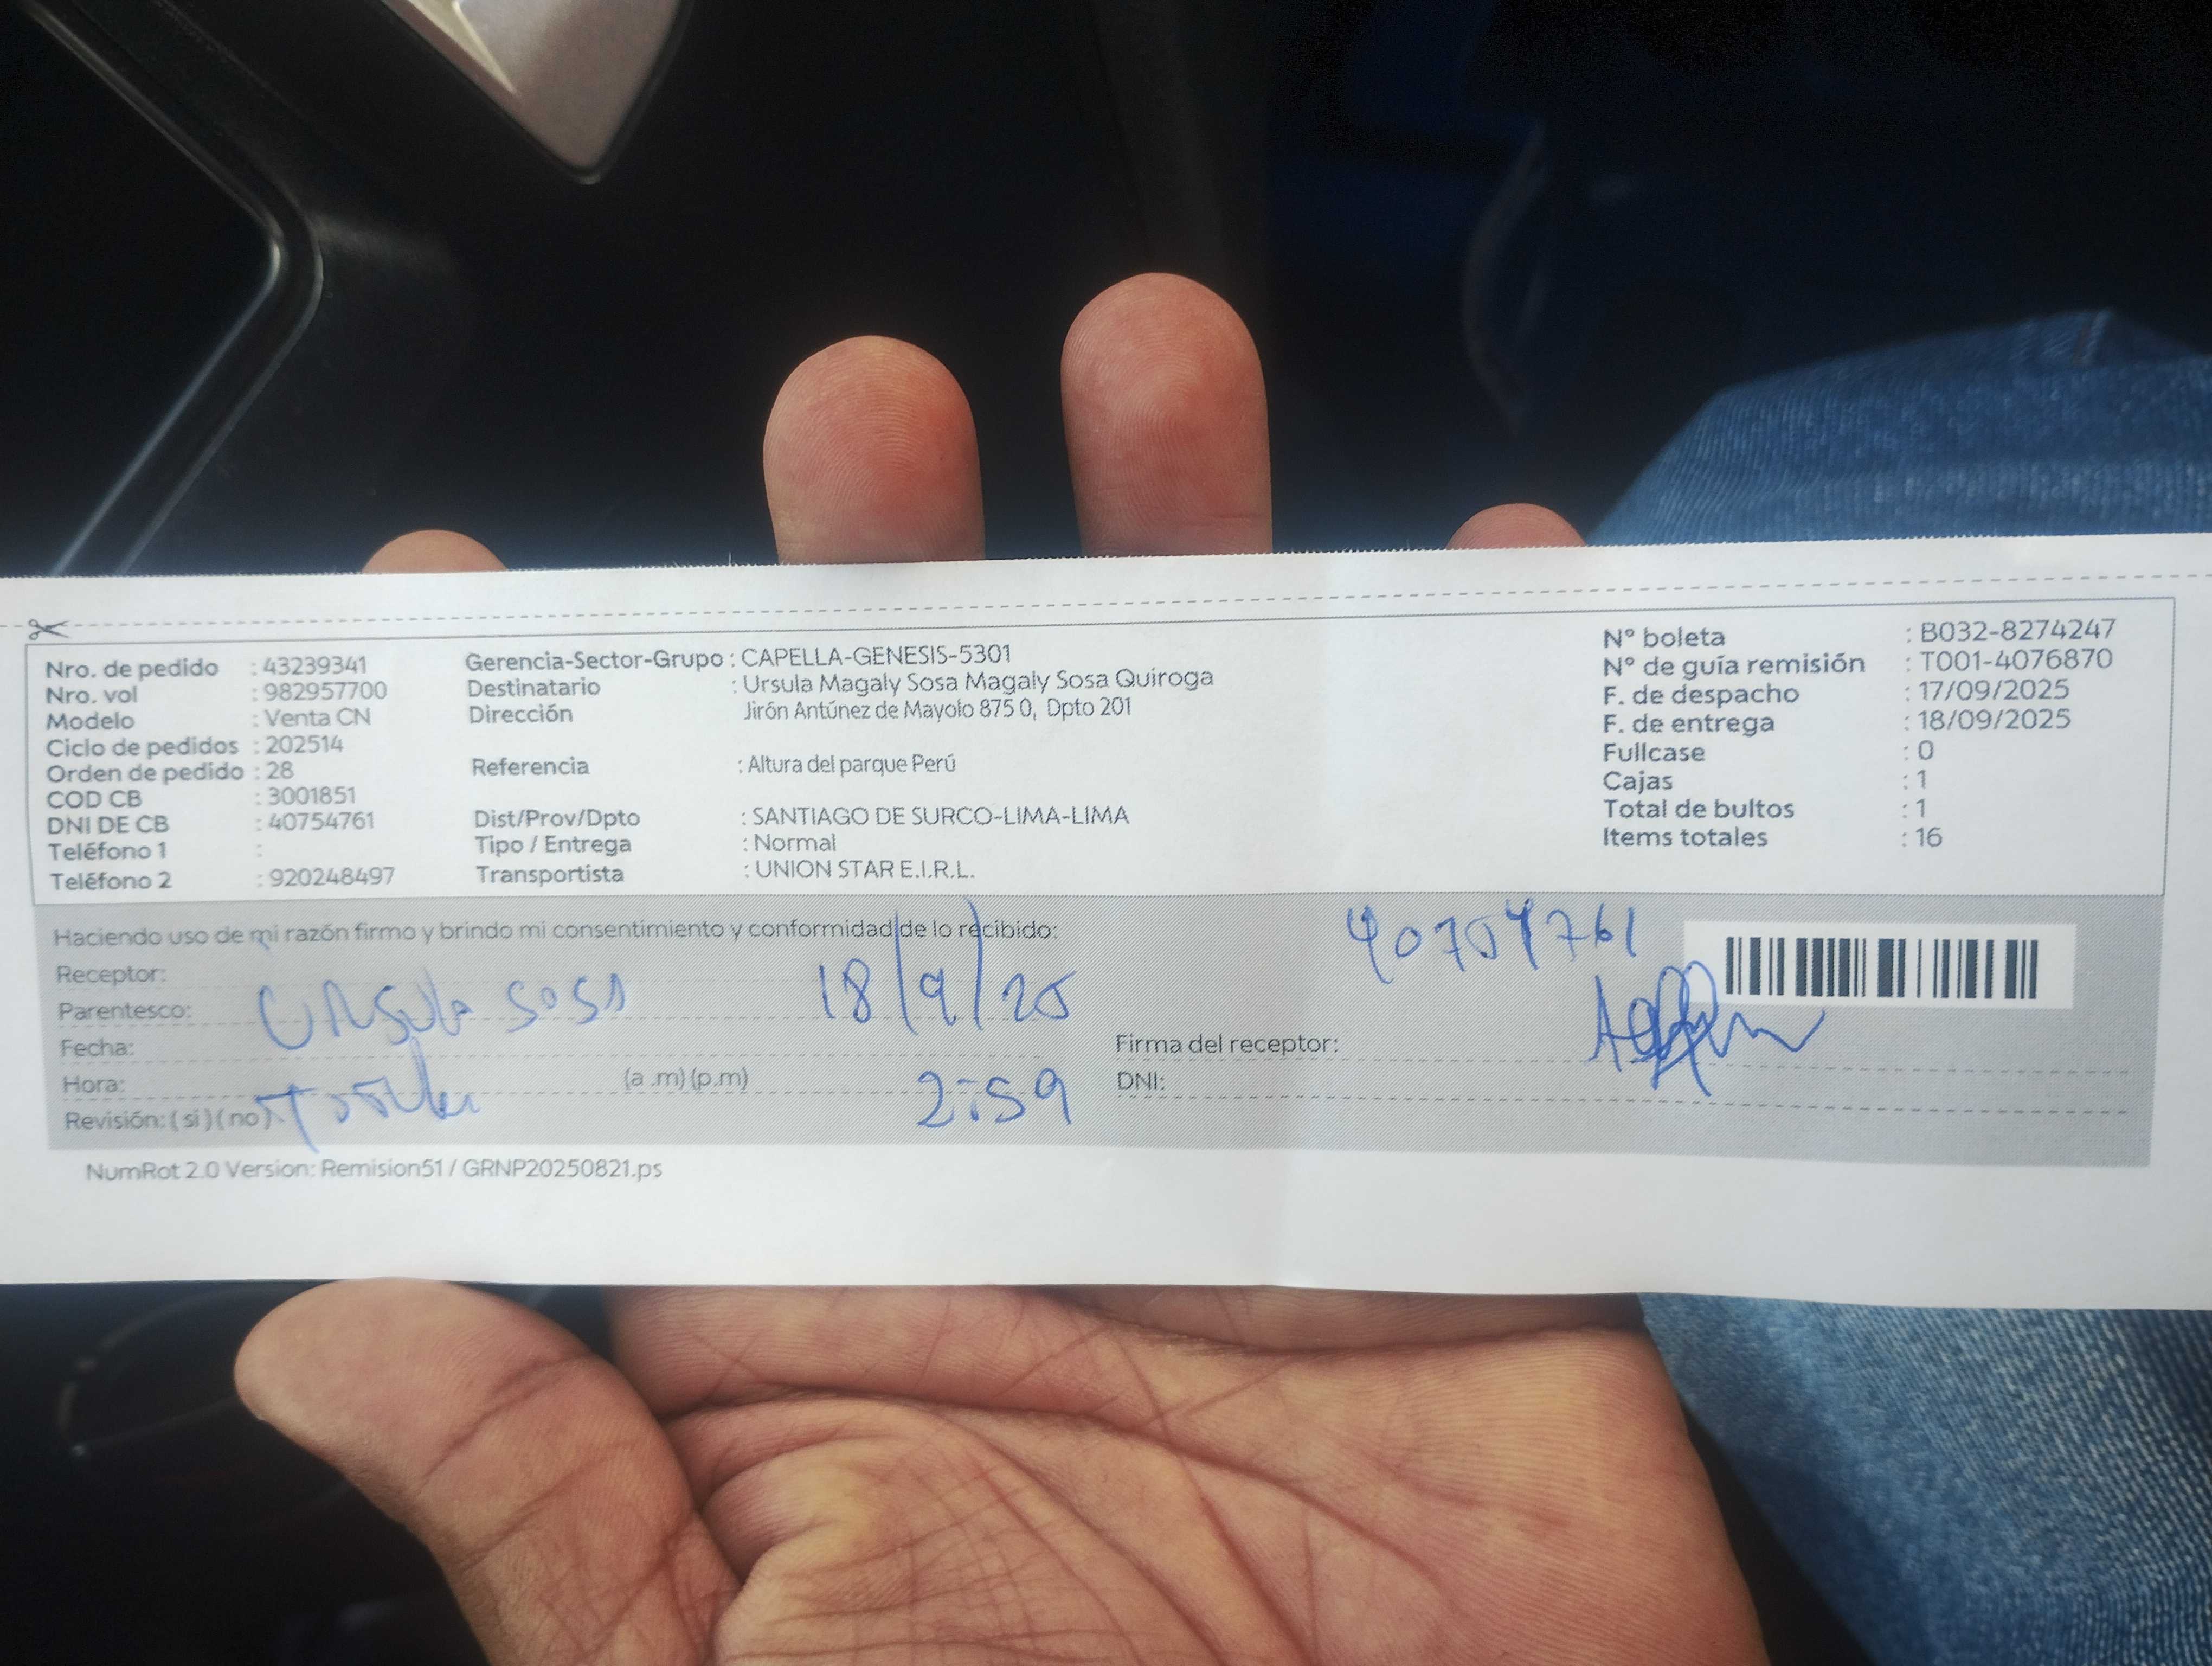 Nro. de pedido : 43239341
Nro. vol : 982957700
Modelo : Venta CN
Ciclo de pedidos : 202514
Orden de pedido : 28
COD CB : 3001851
DNI DE CB : 40754761
Teléfono 1 :
Teléfono 2 : 920248497
Gerencia-Sector-Grupo : CAPELLA-GENESIS-5301
Destinatario : Ursula Magaly Sosa Magaly Sosa Quiroga
Dirección Jirón Antúnez de Mayolo 875 0, Dpto 201
Referencia : Altura del parque Perú
Dist/Prov/Dpto : SANTIAGO DE SURCO-LIMA-LIMA
Tipo / Entrega : Normal
Transportista : UNION STAR E.I.R.L.
N° boleta : B032-8274247
N° de guía remisión : T001-4076870
F. de despacho : 17/09/2025
F. de entrega : 18/09/2025
Fullcase : 0
Cajas : 1
Total de bultos : 1
Items totales : 16
Haciendo uso de mi razón firmo y brindo mi consentimiento y conformidad de lo recibido:
Receptor:
Parentesco:
Fecha:
Hora: (a .m) (p.m)
Revisión: ( si ) ( no )
Ursula Sosa
18/9/25
2:59
40754761
Firma del receptor:
DNI:
NumRot 2.0 Version: Remision51 / GRNP20250821.ps